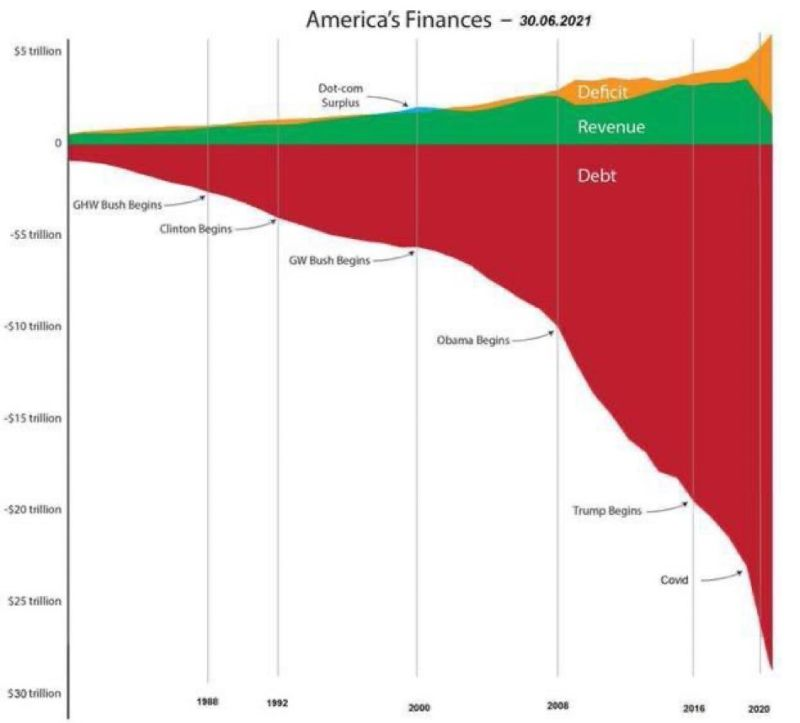 America's Finances – 30.06.2021
$5 trillion
Dot-com
Surplus
Deficit
Revenue
0
Debt
GHW Bush Begins
Clinton Begins
-$5 trillion
GW Bush Begins
-$10 trillion
Obama Begins
-$15 trillion
-$20 trillion
Trump Begins
Covid
$25 trillion
$30 trillion
1988
1992
2000
2008
2016
2020